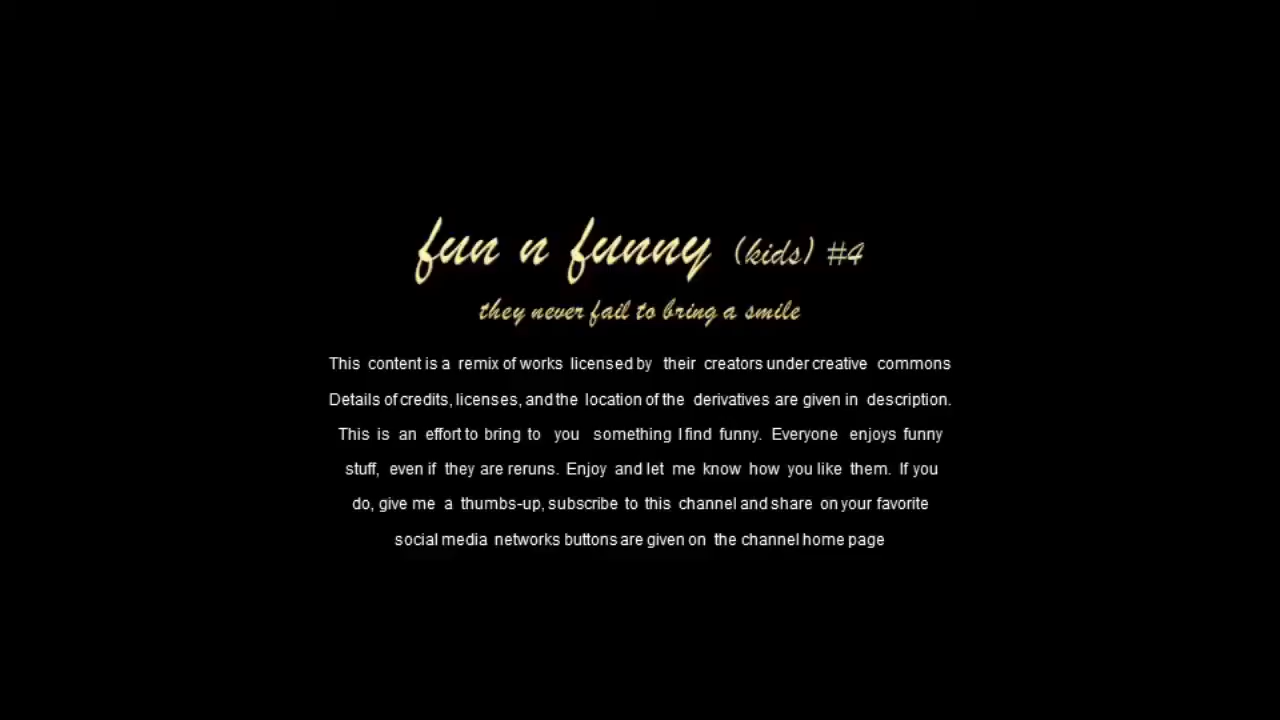 fun n funny (kids) #4
they never fail to bring a smile
This content is a remix of works licensed by their creators under creative commons
Details of credits, licenses, and the location of the derivatives are given in description.
This is an effort to bring to you something I find funny. Everyone enjoys funny
stuff, even if they are reruns. Enjoy and let me know how you like them. If you
do, give me a thumbs-up, subscribe to this channel and share on your favorite
social media networks buttons are given on the channel home page